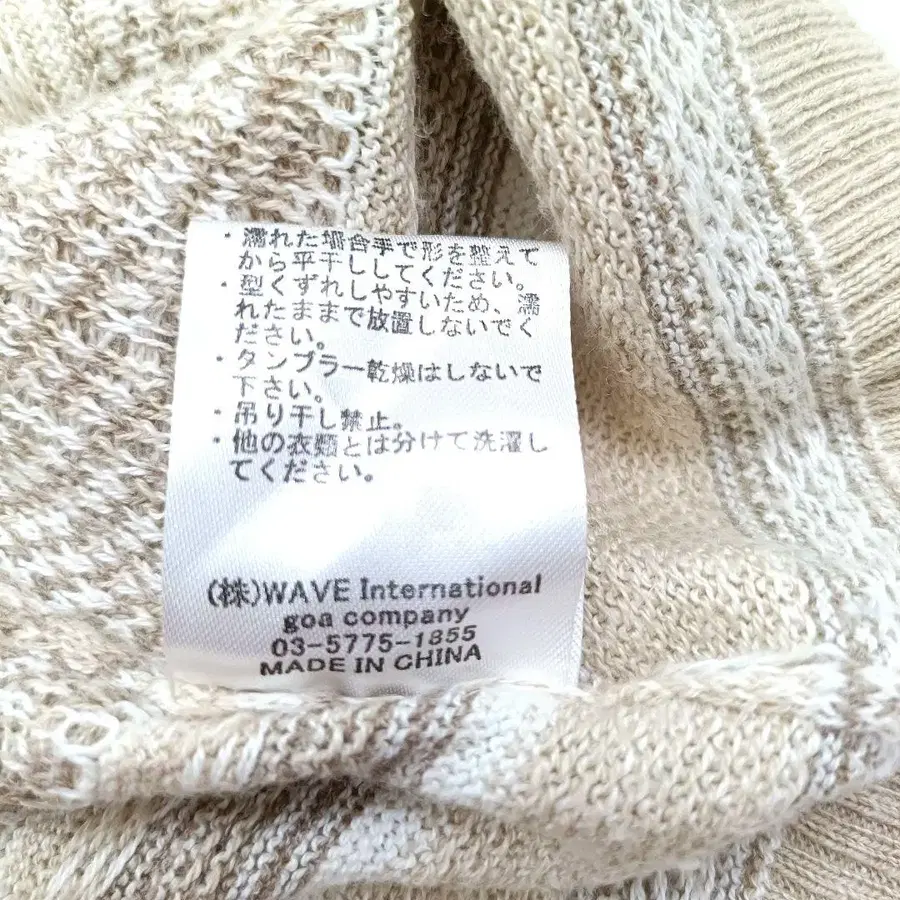 ・濡れた場合手で形を整えて
から平干ししてください。
・型くずれしやすいため、濡
れたままで放置しないでく
ださい。
・タンブラー乾燥はしないで
下さい。
・吊り干し禁止。
・他の衣類とは分けて洗濯し
てください。
(株)WAVE International
goa company
03-5775-1855
MADE IN CHINA